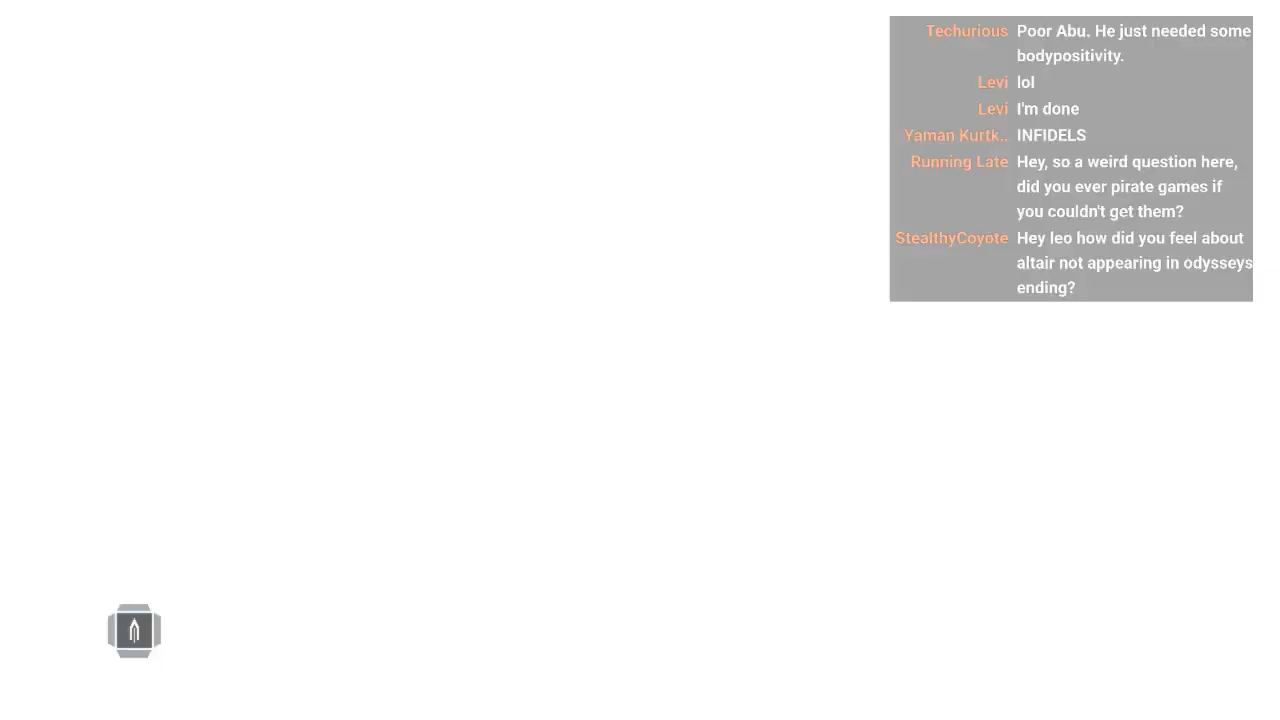 Techurious Poor Abu. He just needed some
bodypositivity.
Levi lol
Levi I'm done
Yaman Kurtk.. INFIDELS
Running Late Hey, so a weird question here,
did you ever pirate games if
you couldn't get them?
StealthyCoyote Hey leo how did you feel about
altair not appearing in odysseys
ending?